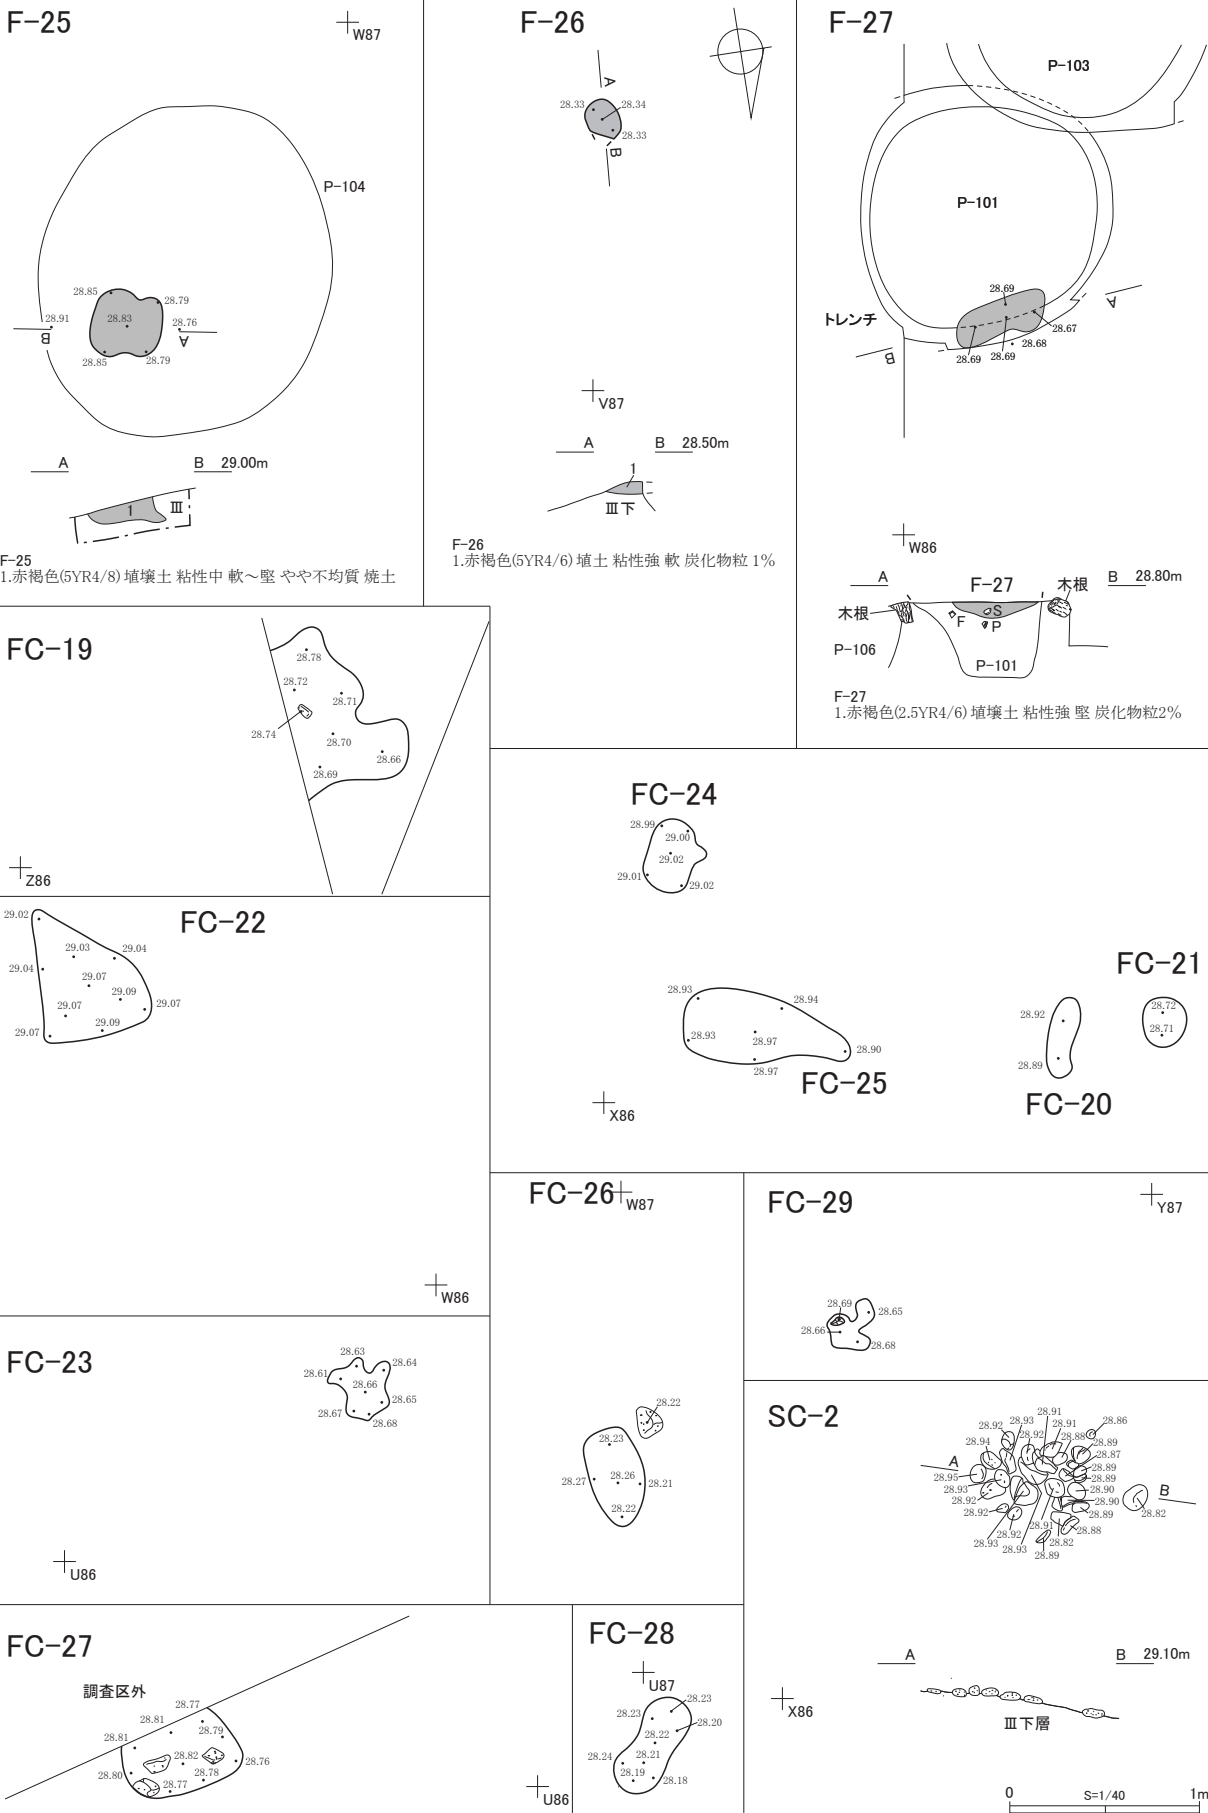 F-25
W87
P-104
28.85
28.79
28.91
28.83
28.76
B
A
28.85
28.79
A
B 29.00m
1
Ⅲ
F-25
1.赤褐色(5YR4/8) 埴壌土 粘性中 軟～堅 やや不均質 焼土
F-26
A
28.33
28.34
28.33
B
V87
A
B 28.50m
1
Ⅲ下
F-26
1.赤褐色(5YR4/6) 埴土 粘性強 軟 炭化物粒 1%
F-27
P-103
P-101
28.69
A
トレンチ
28.67
28.68
B
28.69
28.69
W86
A
F-27
木根
B 28.80m
木根
S
F
P
P-106
P-101
F-27
1.赤褐色(2.5YR4/6) 埴壌土 粘性強 堅 炭化物粒2%
FC-19
28.78
28.72
28.71
28.74
28.70
28.66
28.69
Z86
FC-24
28.99
29.00
29.02
29.01
29.02
FC-21
28.72
28.71
28.93
28.94
28.93
28.97
28.90
28.97
FC-25
28.92
28.89
FC-20
X86
FC-22
29.02
29.03
29.04
29.04
29.07
29.09
29.07
29.07
29.09
29.07
W86
FC-26
W87
28.22
28.23
28.27
28.26
28.21
28.22
FC-29
Y87
28.69
28.65
28.66
28.68
FC-23
28.63
28.64
28.61
28.66
28.65
28.67
28.68
U86
SC-2
28.91
28.93
28.91
28.86
28.92
28.92
28.88
28.94
28.89
28.87
A
28.89
28.95
28.89
28.93
28.90
B
28.92
28.90
28.82
28.92
28.89
28.91
28.88
28.92
28.93
28.82
28.93
28.89
A
B 29.10m
X86
Ⅲ下層
FC-27
調査区外
28.77
28.81
28.79
28.81
28.82
28.76
28.80
28.78
28.77
U86
FC-28
U87
28.23
28.23
28.20
28.22
28.24
28.21
28.19
28.18
0
S=1/40
1m